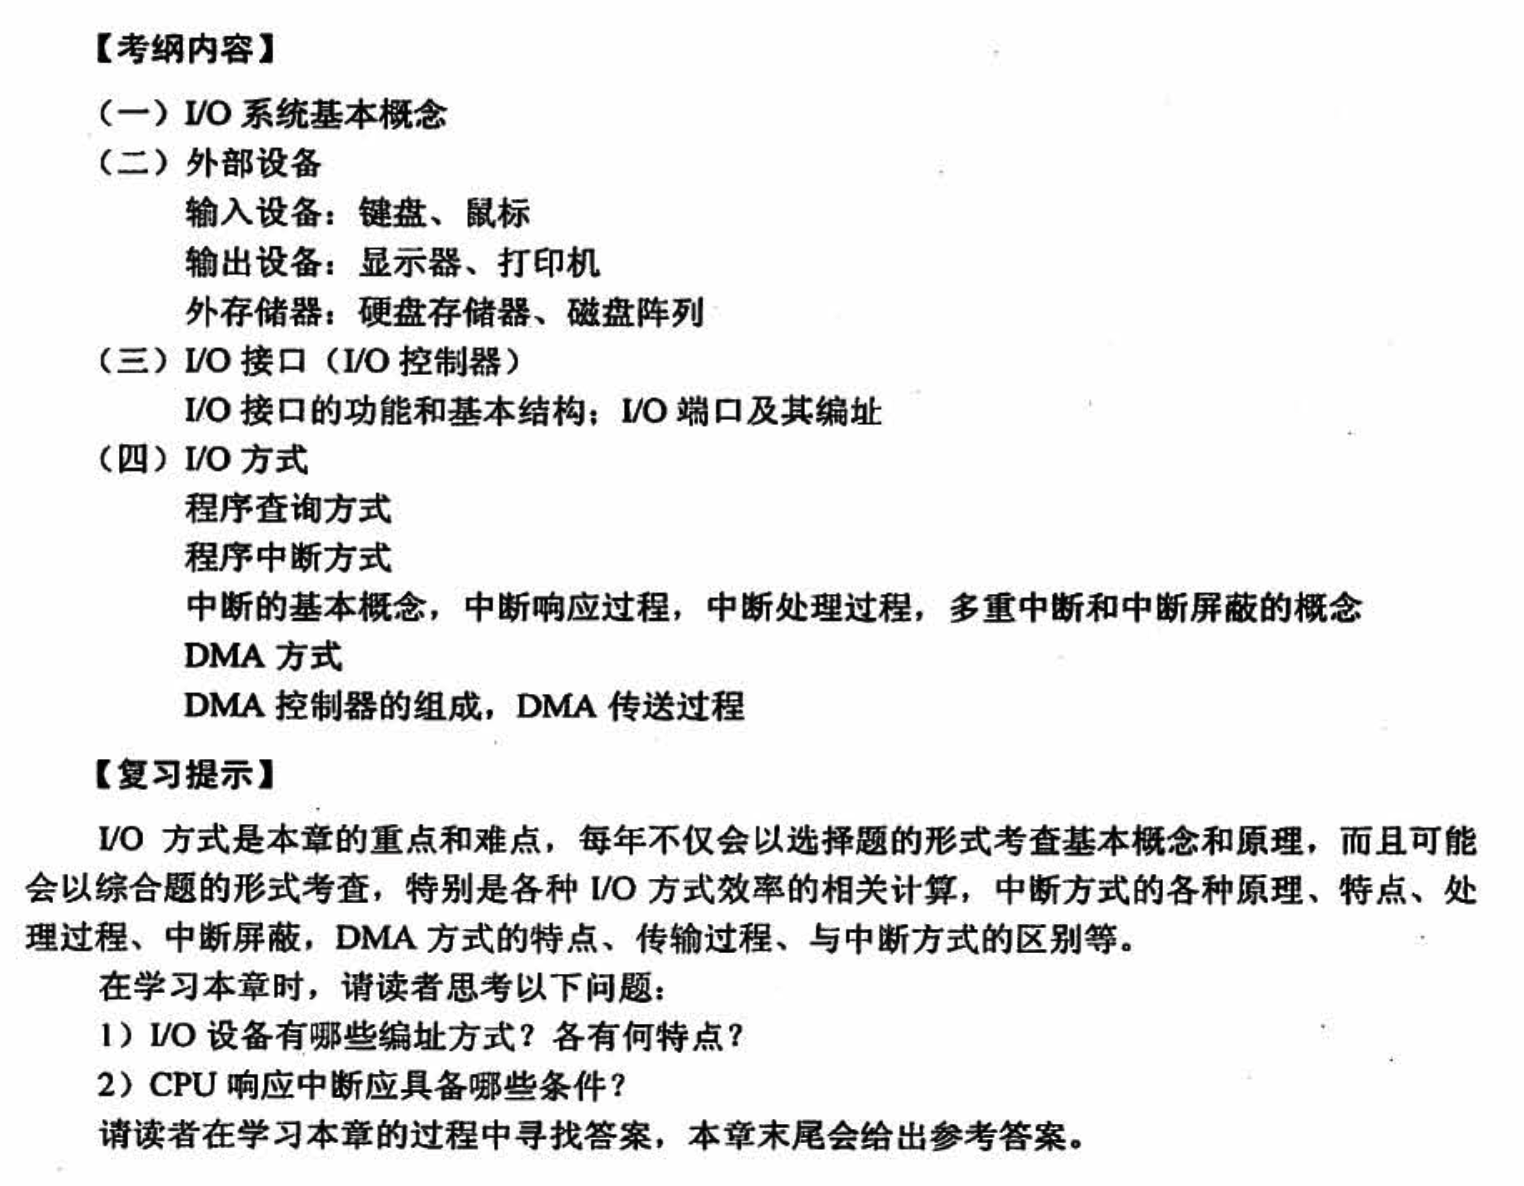 【考纲内容】
（一）I/O 系统基本概念
（二）外部设备
输入设备：键盘、鼠标
输出设备：显示器、打印机
外存储器：硬盘存储器、磁盘阵列
（三）I/O 接口（I/O 控制器）
I/O 接口的功能和基本结构；I/O 端口及其编址
（四）I/O 方式
程序查询方式
程序中断方式
中断的基本概念，中断响应过程，中断处理过程，多重中断和中断屏蔽的概念
DMA 方式
DMA 控制器的组成，DMA 传送过程
【复习提示】
I/O 方式是本章的重点和难点，每年不仅会以选择题的形式考查基本概念和原理，而且可能
会以综合题的形式考查，特别是各种 I/O 方式效率的相关计算，中断方式的各种原理、特点、处
理过程、中断屏蔽，DMA 方式的特点、传输过程、与中断方式的区别等。
在学习本章时，请读者思考以下问题：
1）I/O 设备有哪些编址方式？各有何特点？
2）CPU 响应中断应具备哪些条件？
请读者在学习本章的过程中寻找答案，本章末尾会给出参考答案。